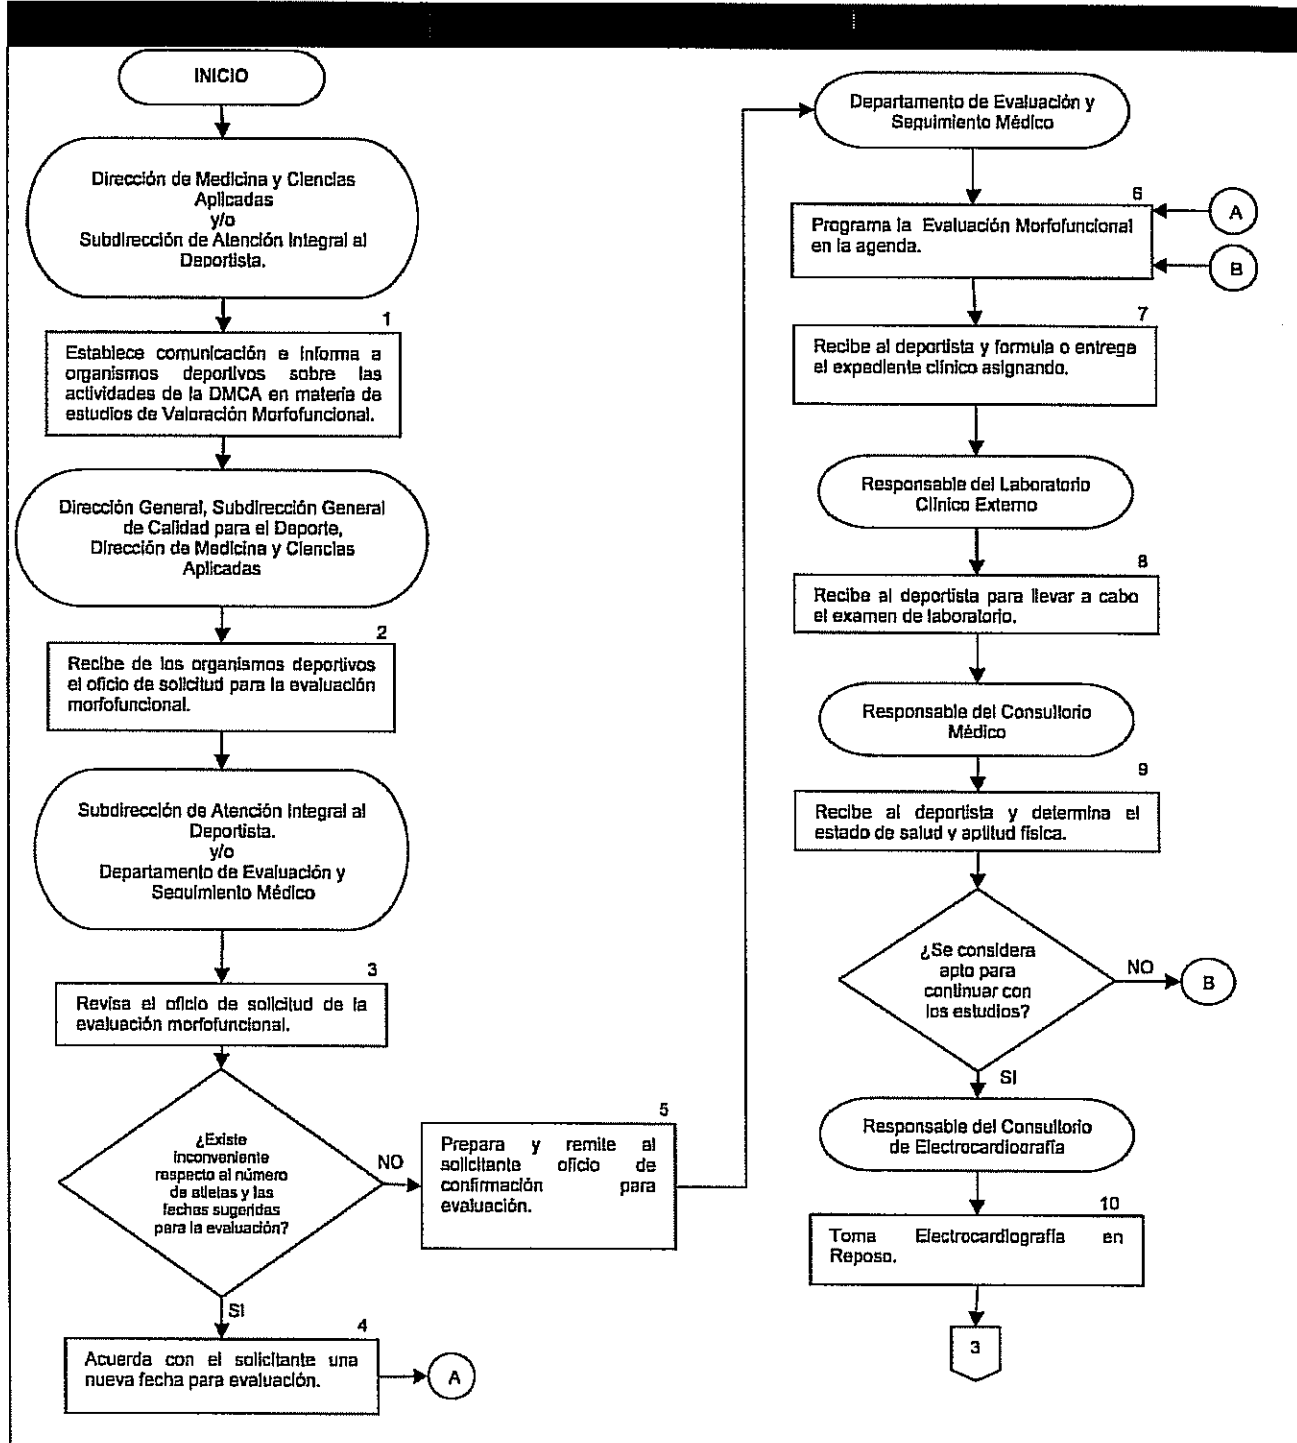 INICIO
Dirección de Medicina y Ciencias
Aplicadas
y/o
Subdirección de Atención Integral al
Deportista.
1
Establece comunicación e informa a
organismos deportivos sobre las
actividades de la DMCA en materia de
estudios de Valoración Morfofuncional.
Dirección General, Subdirección General
de Calidad para el Deporte,
Dirección de Medicina y Ciencias
Aplicadas
2
Recibe de los organismos deportivos
el oficio de solicitud para la evaluación
morfofuncional.
Subdirección de Atención Integral al
Deportista.
y/o
Departamento de Evaluación y
Seguimiento Médico
3
Revisa el oficio de solicitud de la
evaluación morfofuncional.
¿Existe
inconveniente
respecto al número
de atletas y las
fechas sugeridas
para la evaluación?
NO
SI
4
Acuerda con el solicitante una
nueva fecha para evaluación.
A
5
Prepara y remite al
solicitante oficio de
confirmación para
evaluación.
Departamento de Evaluación y
Seguimiento Médico
6
Programa la Evaluación Morfofuncional
en la agenda.
A
B
7
Recibe al deportista y formula o entrega
el expediente clínico asignando.
Responsable del Laboratorio
Clínico Externo
8
Recibe al deportista para llevar a cabo
el examen de laboratorio.
Responsable del Consultorio
Médico
9
Recibe al deportista y determina el
estado de salud y aptitud física.
¿Se considera
apto para
continuar con
los estudios?
NO
B
SI
Responsable del Consultorio
de Electrocardiografía
10
Toma Electrocardiografía en
Reposo.
3